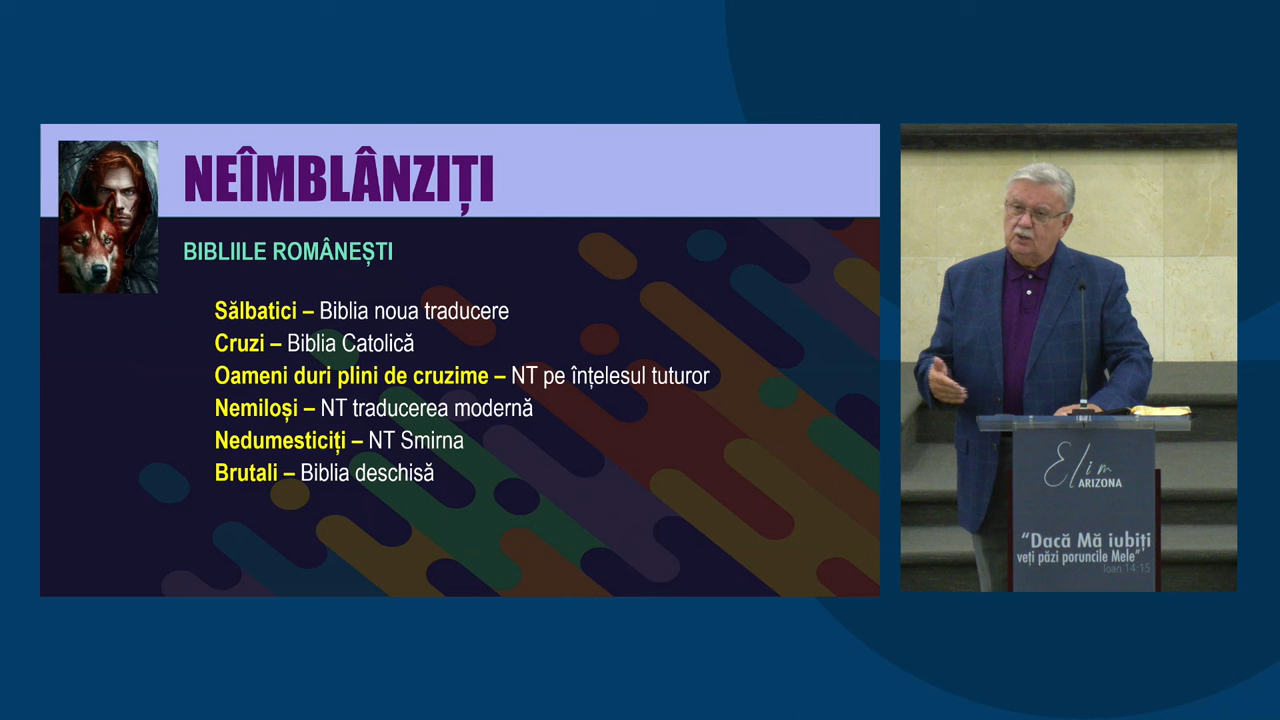 NEÎMBLÂNZIȚI
BIBLIILE ROMÂNEȘTI
Sălbatici – Biblia noua traducere
Cruzi – Biblia Catolică
Oameni duri plini de cruzime – NT pe înțelesul tuturor
Nemiloși – NT traducerea modernă
Nedumesticiți – NT Smirna
Brutali – Biblia deschisă
Elim
ARIZONA
“Dacă Mă iubiți
veți păzi poruncile Mele”
Ioan 14:15